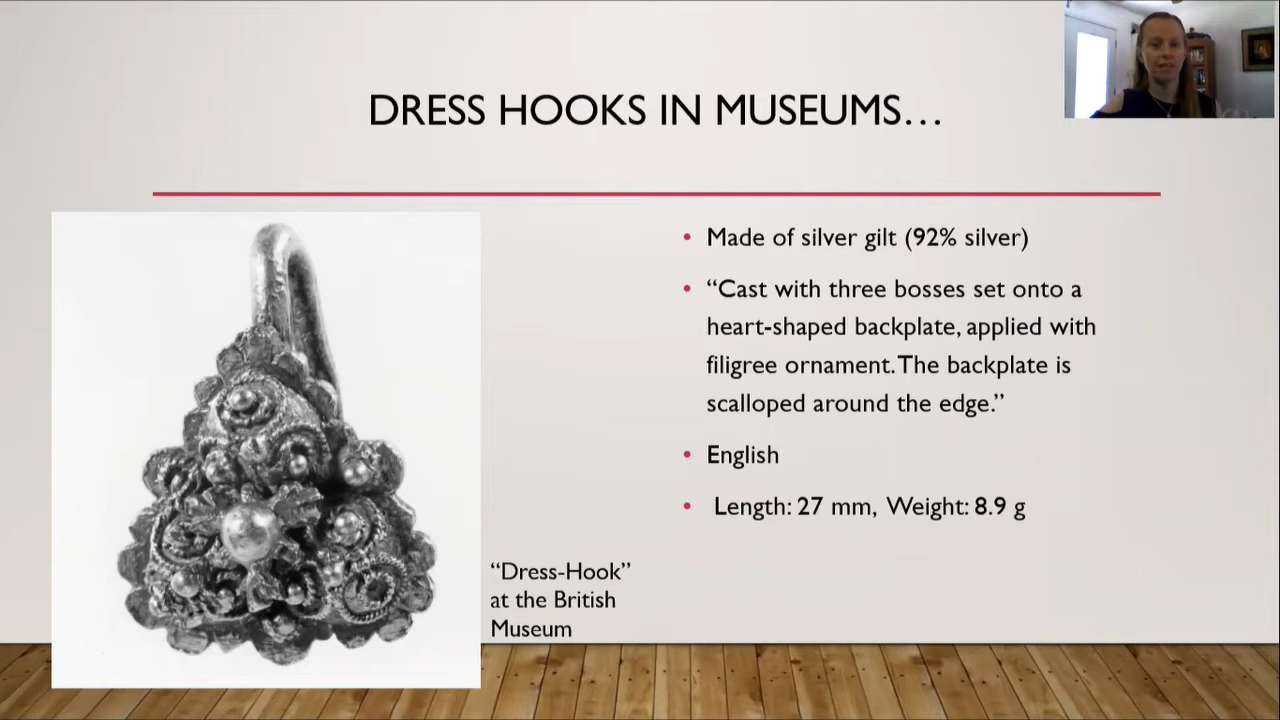 DRESS HOOKS IN MUSEUMS…
• Made of silver gilt (92% silver)
• “Cast with three bosses set onto a
heart-shaped backplate, applied with
filigree ornament. The backplate is
scalloped around the edge.”
• English
• Length: 27 mm, Weight: 8.9 g
“Dress-Hook”
at the British
Museum